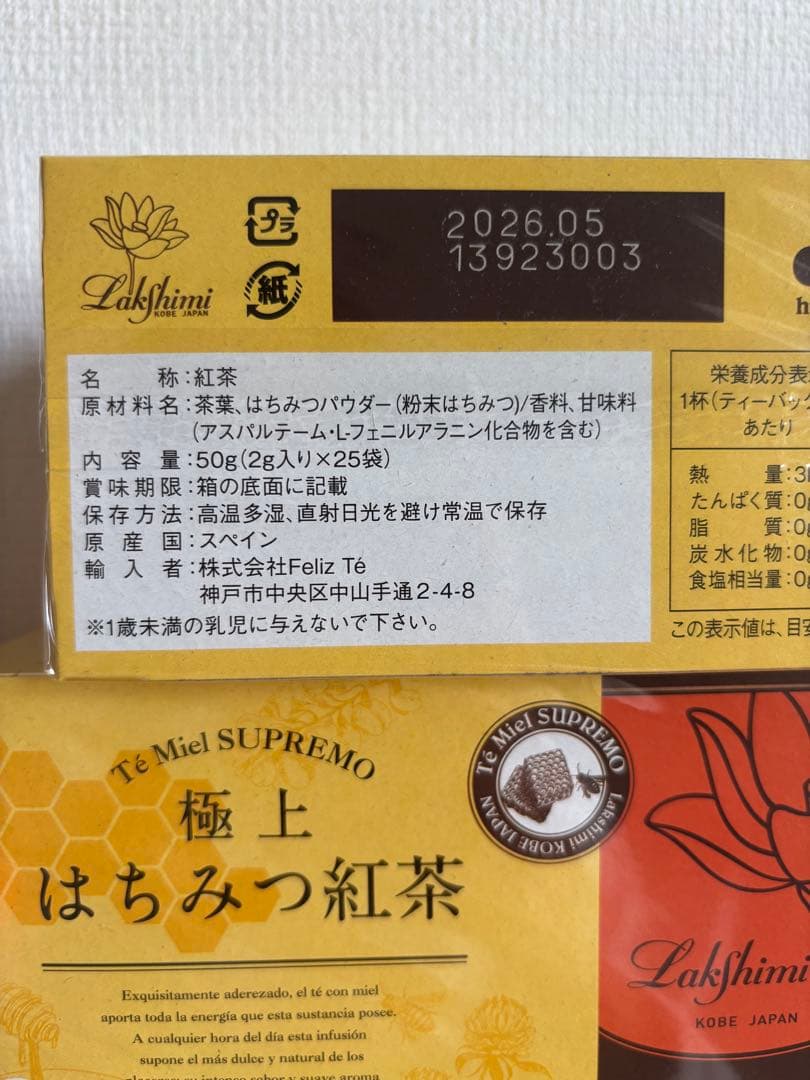 2026.05
13923003
プラ
紙
Lakshimi
KOBE JAPAN
名 称:紅茶
原材料名:茶葉、はちみつパウダー(粉末はちみつ)/香料、甘味料
(アスパルテーム・L-フェニルアラニン化合物を含む)
内容量:50g(2g入り×25袋)
賞味期限:箱の底面に記載
保存方法:高温多湿、直射日光を避け常温で保存
原産国:スペイン
輸入者:株式会社Feliz Té
神戸市中央区中山手通2-4-8
※1歳未満の乳児に与えないで下さい。
栄養成分表
1杯(ティーバッグ
あたり
熱 量:3
たんぱく質:0
脂 質:0
炭水化物:0
食塩相当量:0
この表示値は、目安
Té Miel SUPREMO
極上
はちみつ紅茶
Té Miel SUPREMO
Lakshimi KOBE JAPAN
Exquisitamente aderezado, el té con miel
aporta toda la energía que esta sustancia posee.
A cualquier hora del día esta infusión
supone el más dulce y natural de los
placeres: su intenso sabor y suave aroma
Lakshimi
KOBE JAPAN